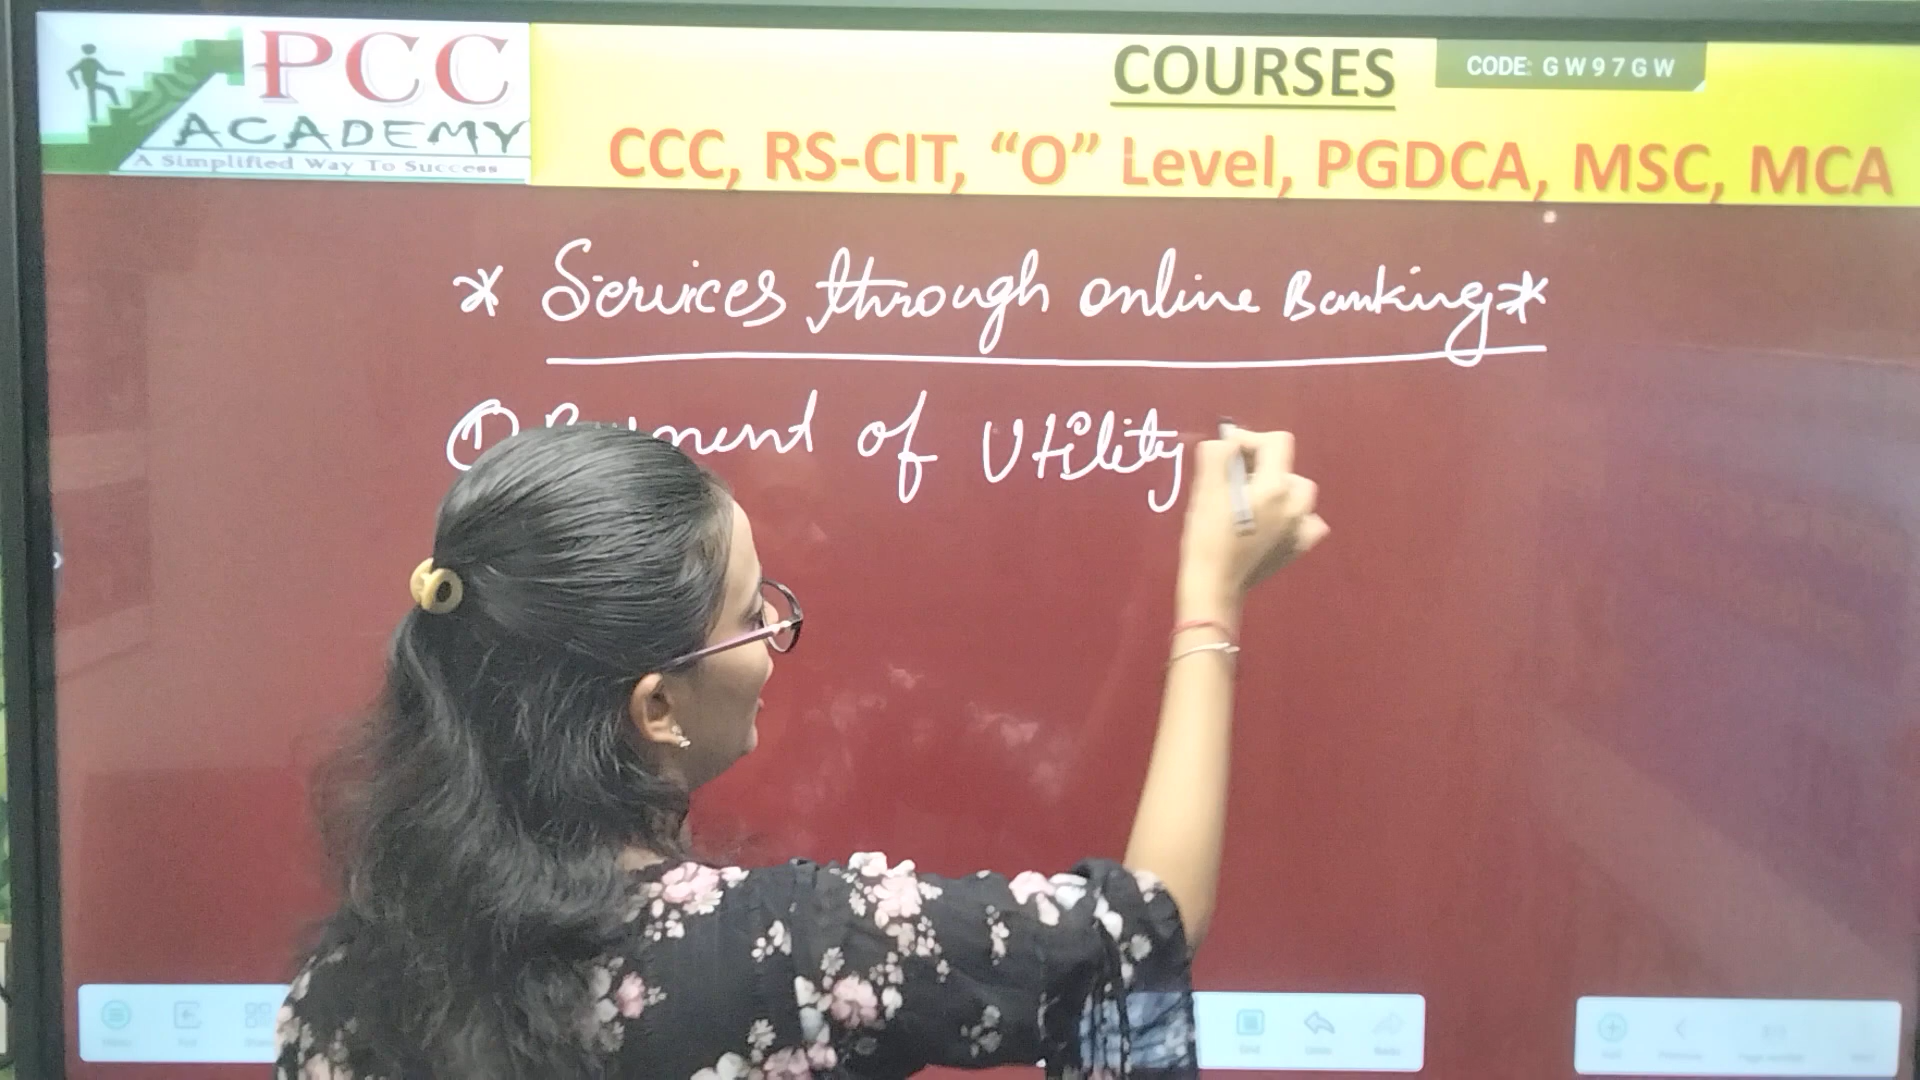 PCC
ACADEMY
A Simplified Way To Success
COURSES
CODE: GW97GW
CCC, RS-CIT, “O” Level, PGDCA, MSC, MCA
* Services through online Banking *
① of Utility